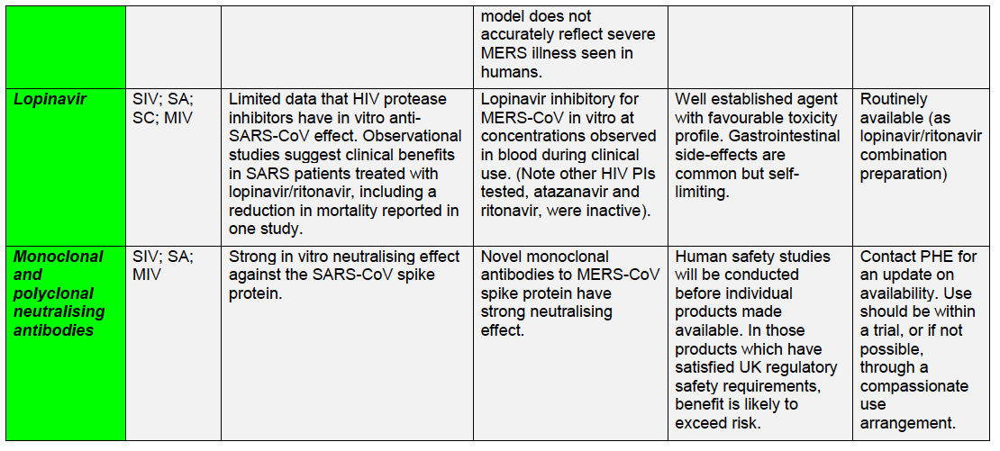 model does not
accurately reflect severe
MERS illness seen in
humans.
Lopinavir
SIV; SA;
SC; MIV
Limited data that HIV protease
inhibitors have in vitro anti-
SARS-CoV effect. Observational
studies suggest clinical benefits
in SARS patients treated with
lopinavir/ritonavir, including a
reduction in mortality reported in
one study.
Lopinavir inhibitory for
MERS-CoV in vitro at
concentrations observed
in blood during clinical
use. (Note other HIV PIs
tested, atazanavir and
ritonavir, were inactive).
Well established agent
with favourable toxicity
profile. Gastrointestinal
side-effects are
common but self-
limiting.
Routinely
available (as
lopinavir/ritonavir
combination
preparation)
Monoclonal
and
polyclonal
neutralising
antibodies
SIV; SA;
MIV
Strong in vitro neutralising effect
against the SARS-CoV spike
protein.
Novel monoclonal
antibodies to MERS-CoV
spike protein have
strong neutralising
effect.
Human safety studies
will be conducted
before individual
products made
available. In those
products which have
satisfied UK regulatory
safety requirements,
benefit is likely to
exceed risk.
Contact PHE for
an update on
availability. Use
should be within
a trial, or if not
possible,
through a
compassionate
use
arrangement.